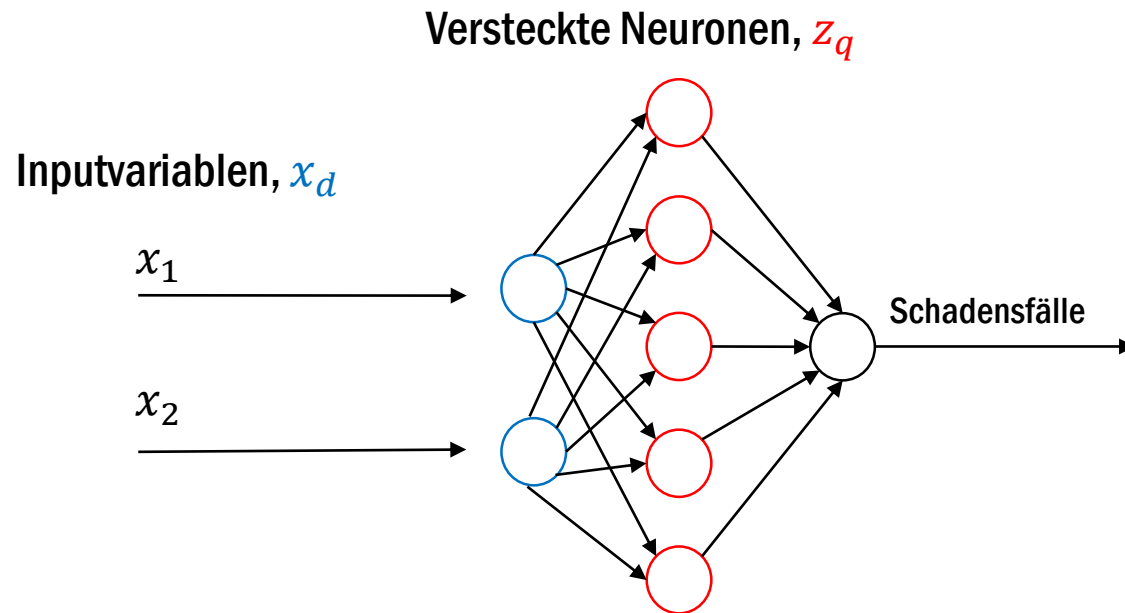 Versteckte Neuronen, z_q
Inputvariablen, x_d
x_1
Schadensfälle
x_2